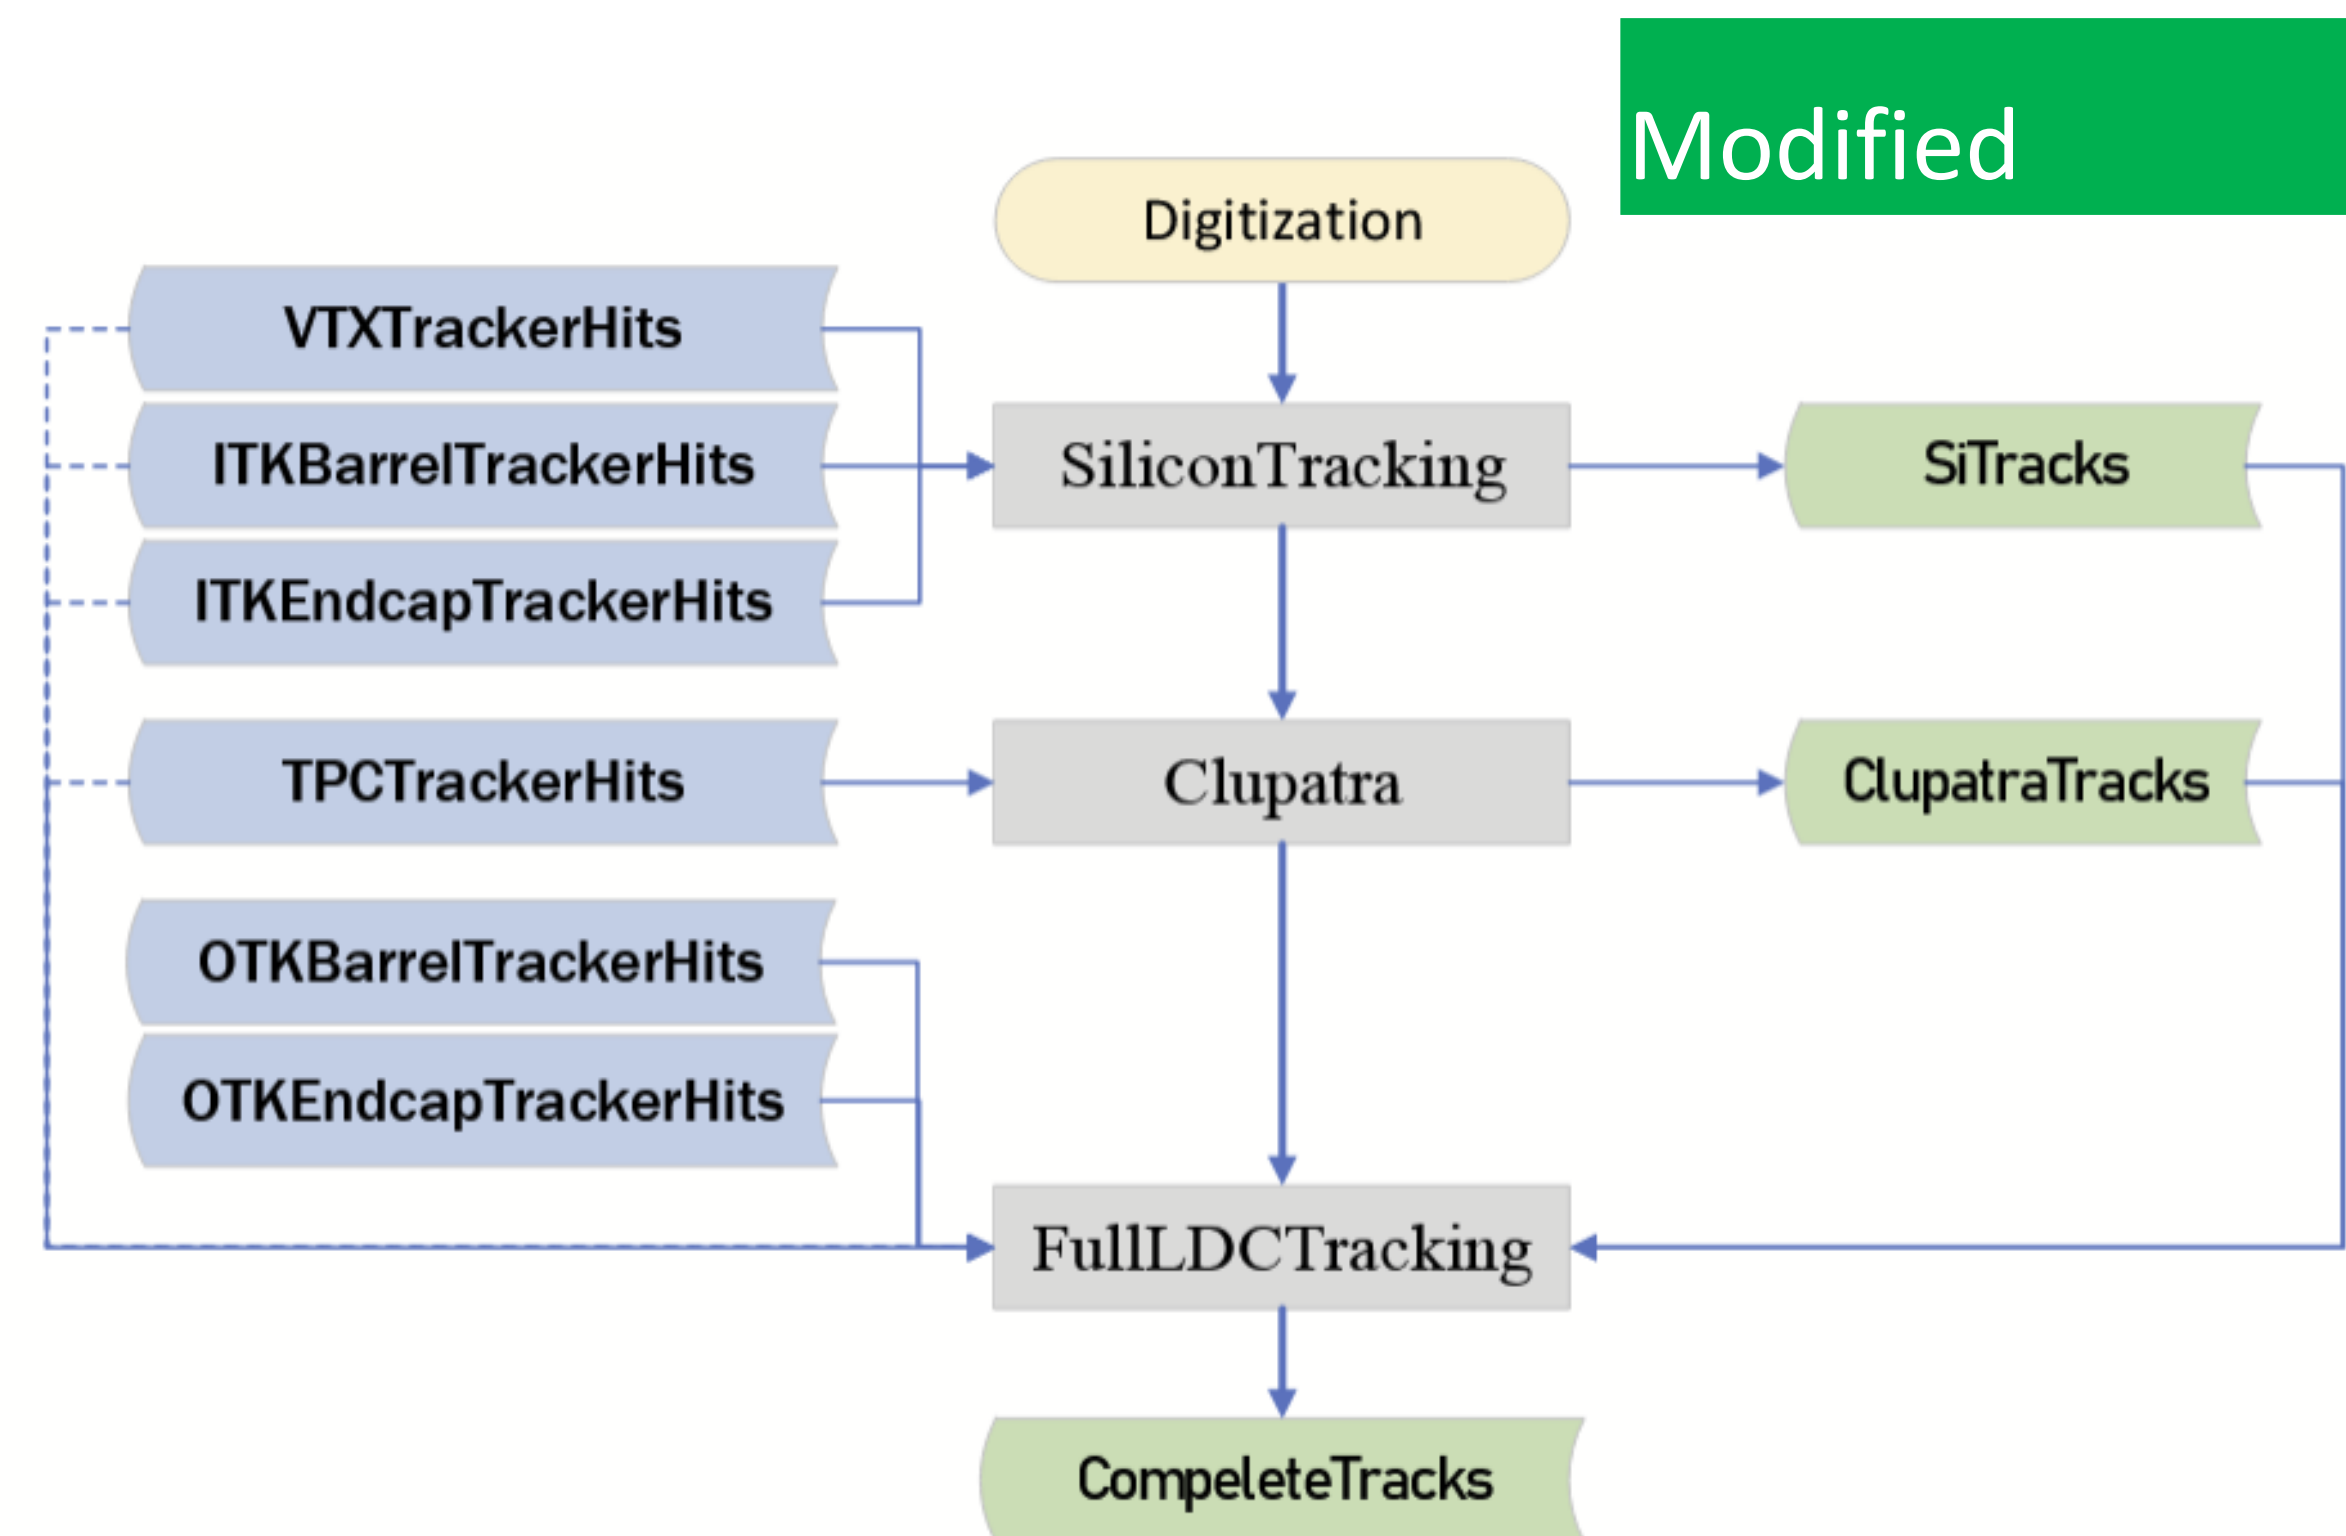 Modified
Digitization
VTXTrackerHits
ITKBarrelTrackerHits
SiliconTracking
SiTracks
ITKEndcapTrackerHits
TPCTrackerHits
Clupatra
ClupatraTracks
OTKBarrelTrackerHits
OTKEndcapTrackerHits
FullLDCTracking
CompeleteTracks